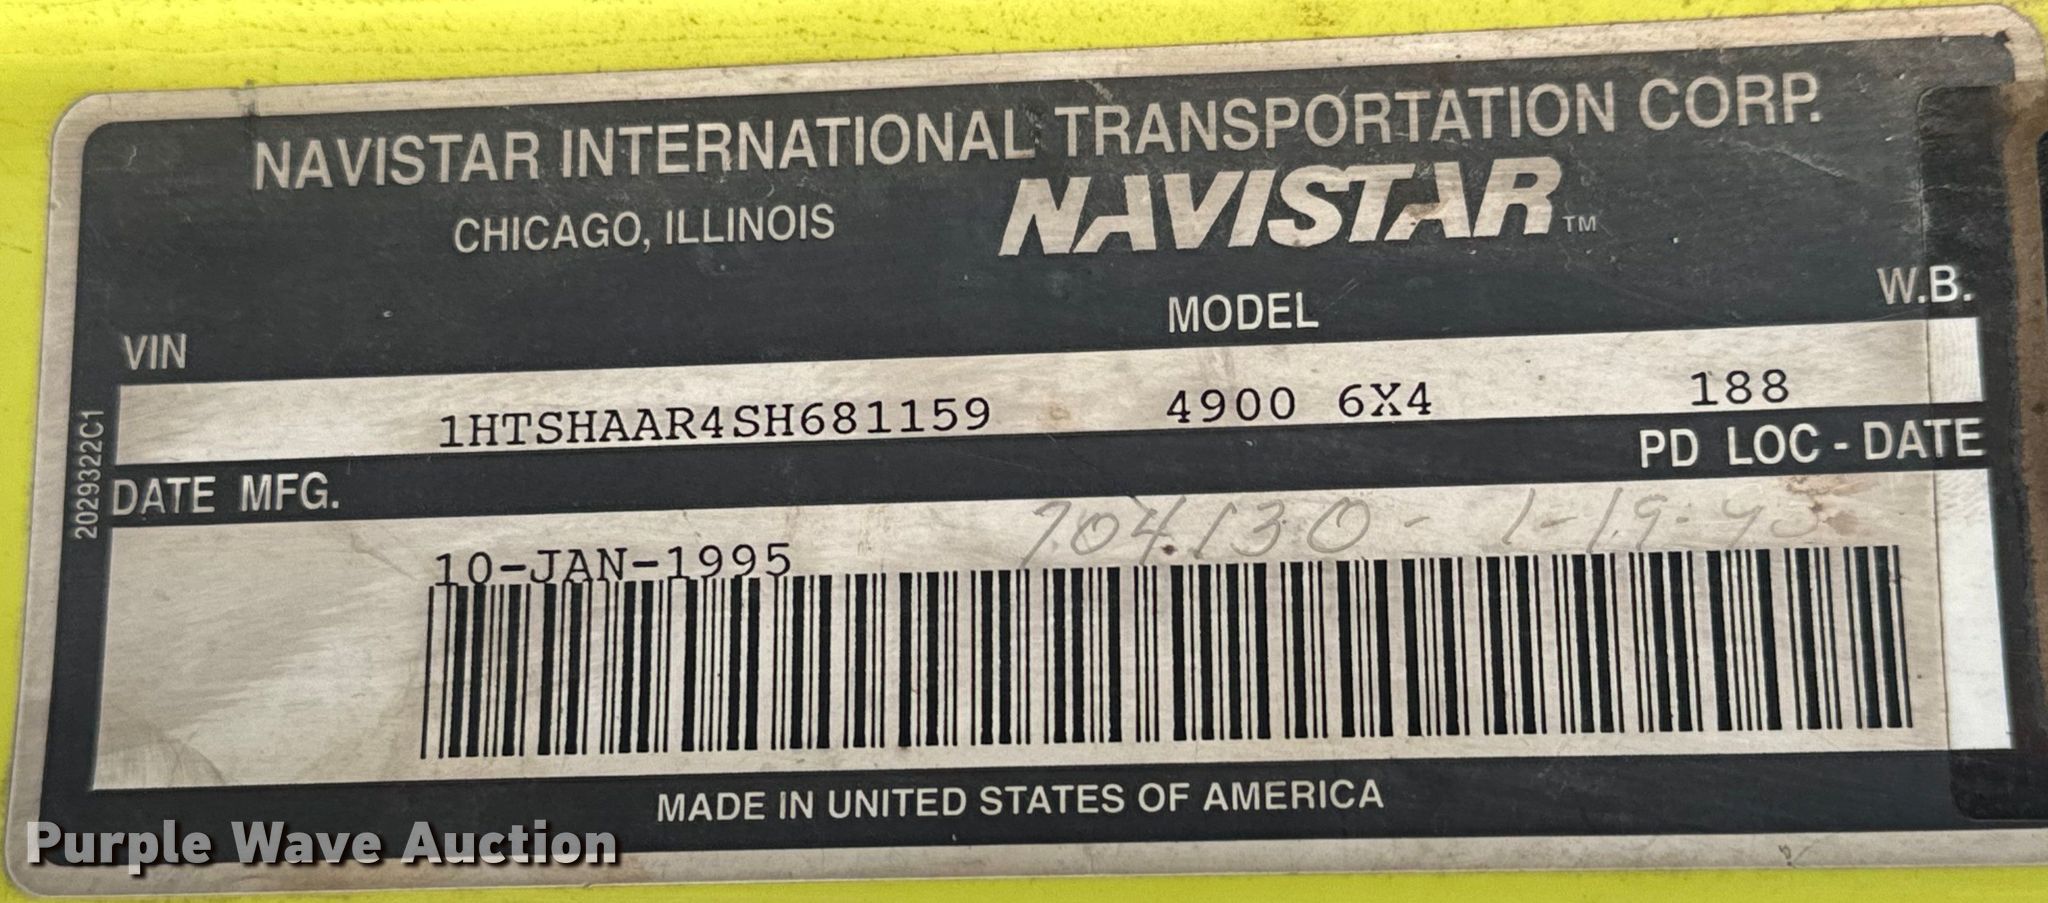 NAVISTAR INTERNATIONAL TRANSPORTATION CORP.
CHICAGO, ILLINOIS NAVISTAR™
VIN MODEL W.B.
1HTSHAAR4SH681159 4900 6X4 188
DATE MFG. PD LOC - DATE
10-JAN-1995 704130 - 1-19-95
2029322C1
MADE IN UNITED STATES OF AMERICA
Purple Wave Auction